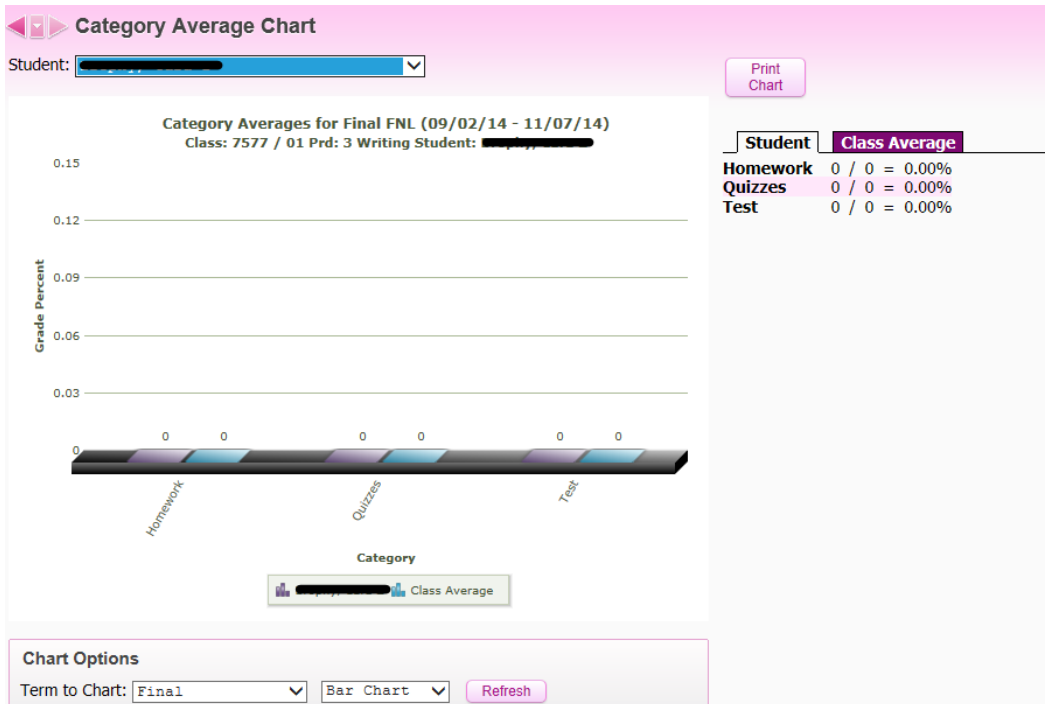 Category Average Chart
Student:
Print
Chart
Category Averages for Final FNL (09/02/14 - 11/07/14)
Class: 7577 / 01 Prd: 3 Writing Student:
0.15
0.12
0.09
0.06
0.03
0
Grade Percent
0 0 0 0 0 0
Homework Quizzes Test
Category
Class Average
Student Class Average
Homework 0 / 0 = 0.00%
Quizzes 0 / 0 = 0.00%
Test 0 / 0 = 0.00%
Chart Options
Term to Chart: Final Bar Chart Refresh